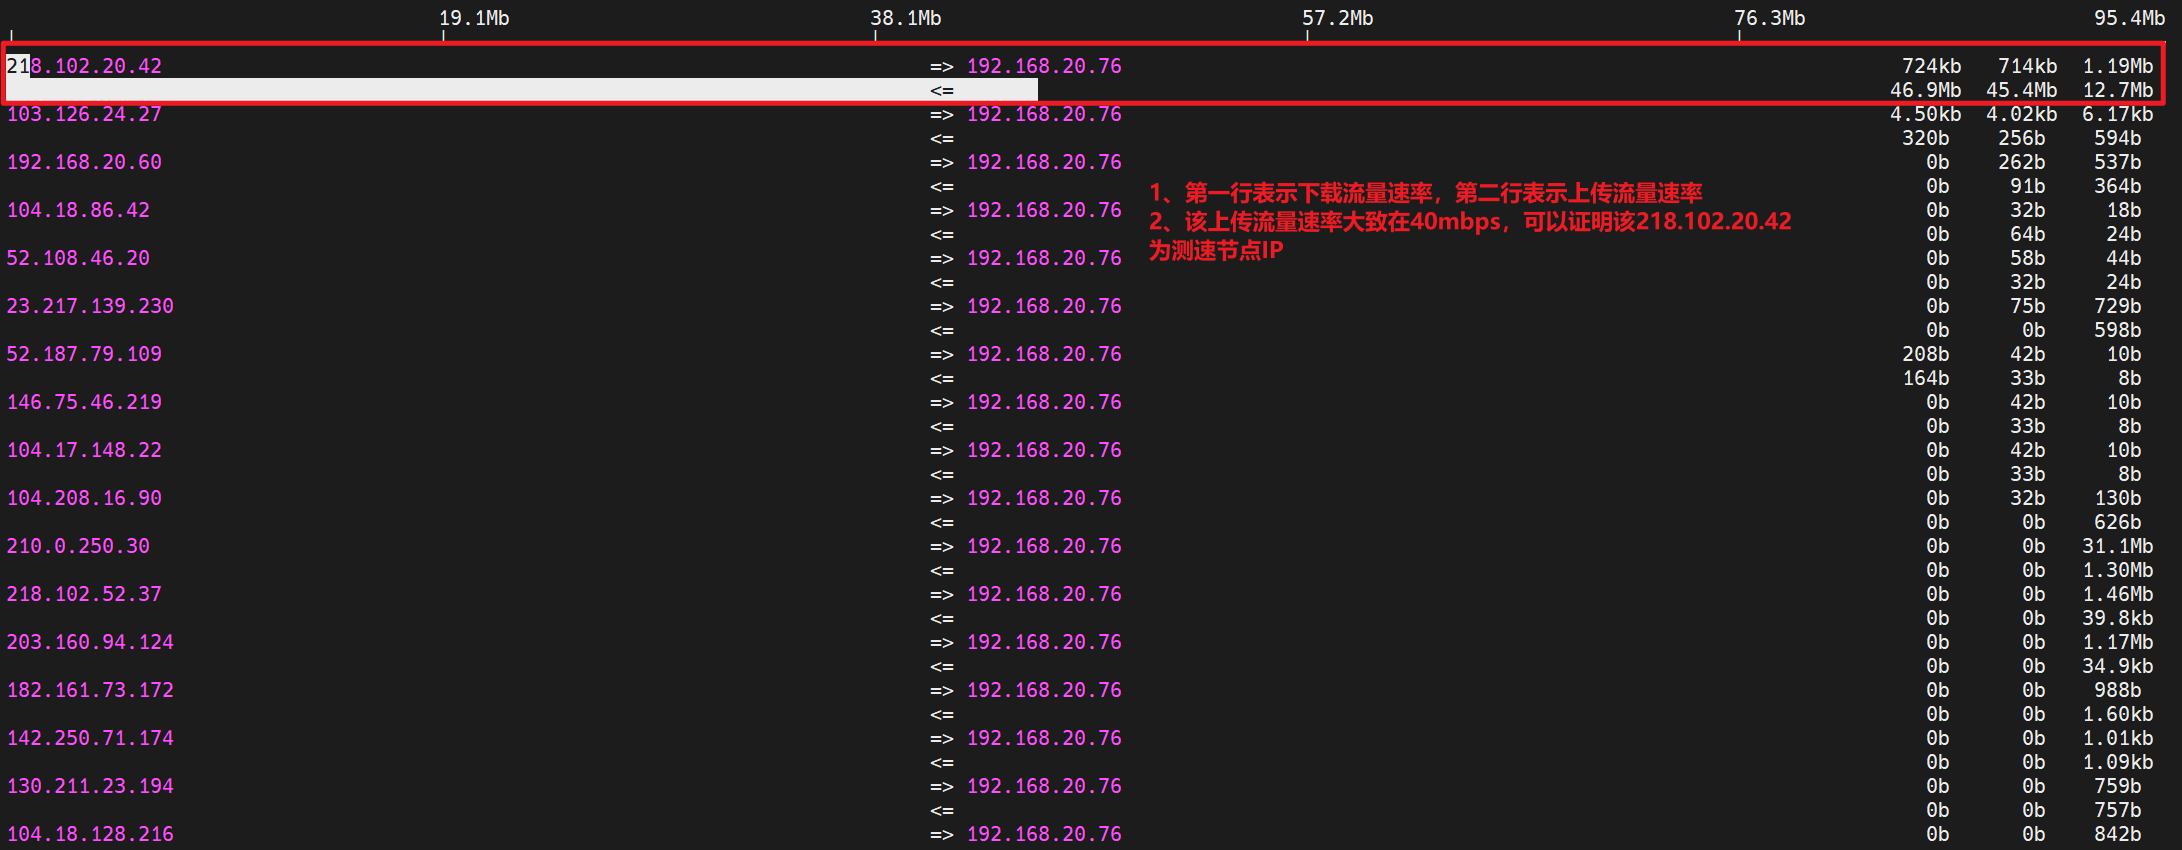 19.1Mb 38.1Mb 57.2Mb 76.3Mb 95.4Mb
218.102.20.42 => 192.168.20.76 724kb 714kb 1.19Mb
<= 46.9Mb 45.4Mb 12.7Mb
103.126.24.27 => 192.168.20.76 4.50kb 4.02kb 6.17kb
<= 320b 256b 594b
192.168.20.60 => 192.168.20.76 0b 262b 537b
<= 0b 91b 364b
104.18.86.42 => 192.168.20.76 0b 32b 18b
<= 0b 64b 24b
52.108.46.20 => 192.168.20.76 0b 58b 44b
<= 0b 32b 24b
23.217.139.230 => 192.168.20.76 0b 75b 729b
<= 0b 0b 598b
52.187.79.109 => 192.168.20.76 208b 42b 10b
<= 164b 33b 8b
146.75.46.219 => 192.168.20.76 0b 42b 10b
<= 0b 33b 8b
104.17.148.22 => 192.168.20.76 0b 42b 10b
<= 0b 33b 8b
104.208.16.90 => 192.168.20.76 0b 32b 130b
<= 0b 0b 626b
210.0.250.30 => 192.168.20.76 0b 0b 31.1Mb
<= 0b 0b 1.30Mb
218.102.52.37 => 192.168.20.76 0b 0b 1.46Mb
<= 0b 0b 39.8kb
203.160.94.124 => 192.168.20.76 0b 0b 1.17Mb
<= 0b 0b 34.9kb
182.161.73.172 => 192.168.20.76 0b 0b 988b
<= 0b 0b 1.60kb
142.250.71.174 => 192.168.20.76 0b 0b 1.01kb
<= 0b 0b 1.09kb
130.211.23.194 => 192.168.20.76 0b 0b 759b
<= 0b 0b 757b
104.18.128.216 => 192.168.20.76 0b 0b 842b
1、第一行表示下载流量速率，第二行表示上传流量速率
2、该上传流量速率大致在40mbps，可以证明该218.102.20.42
为测速节点IP